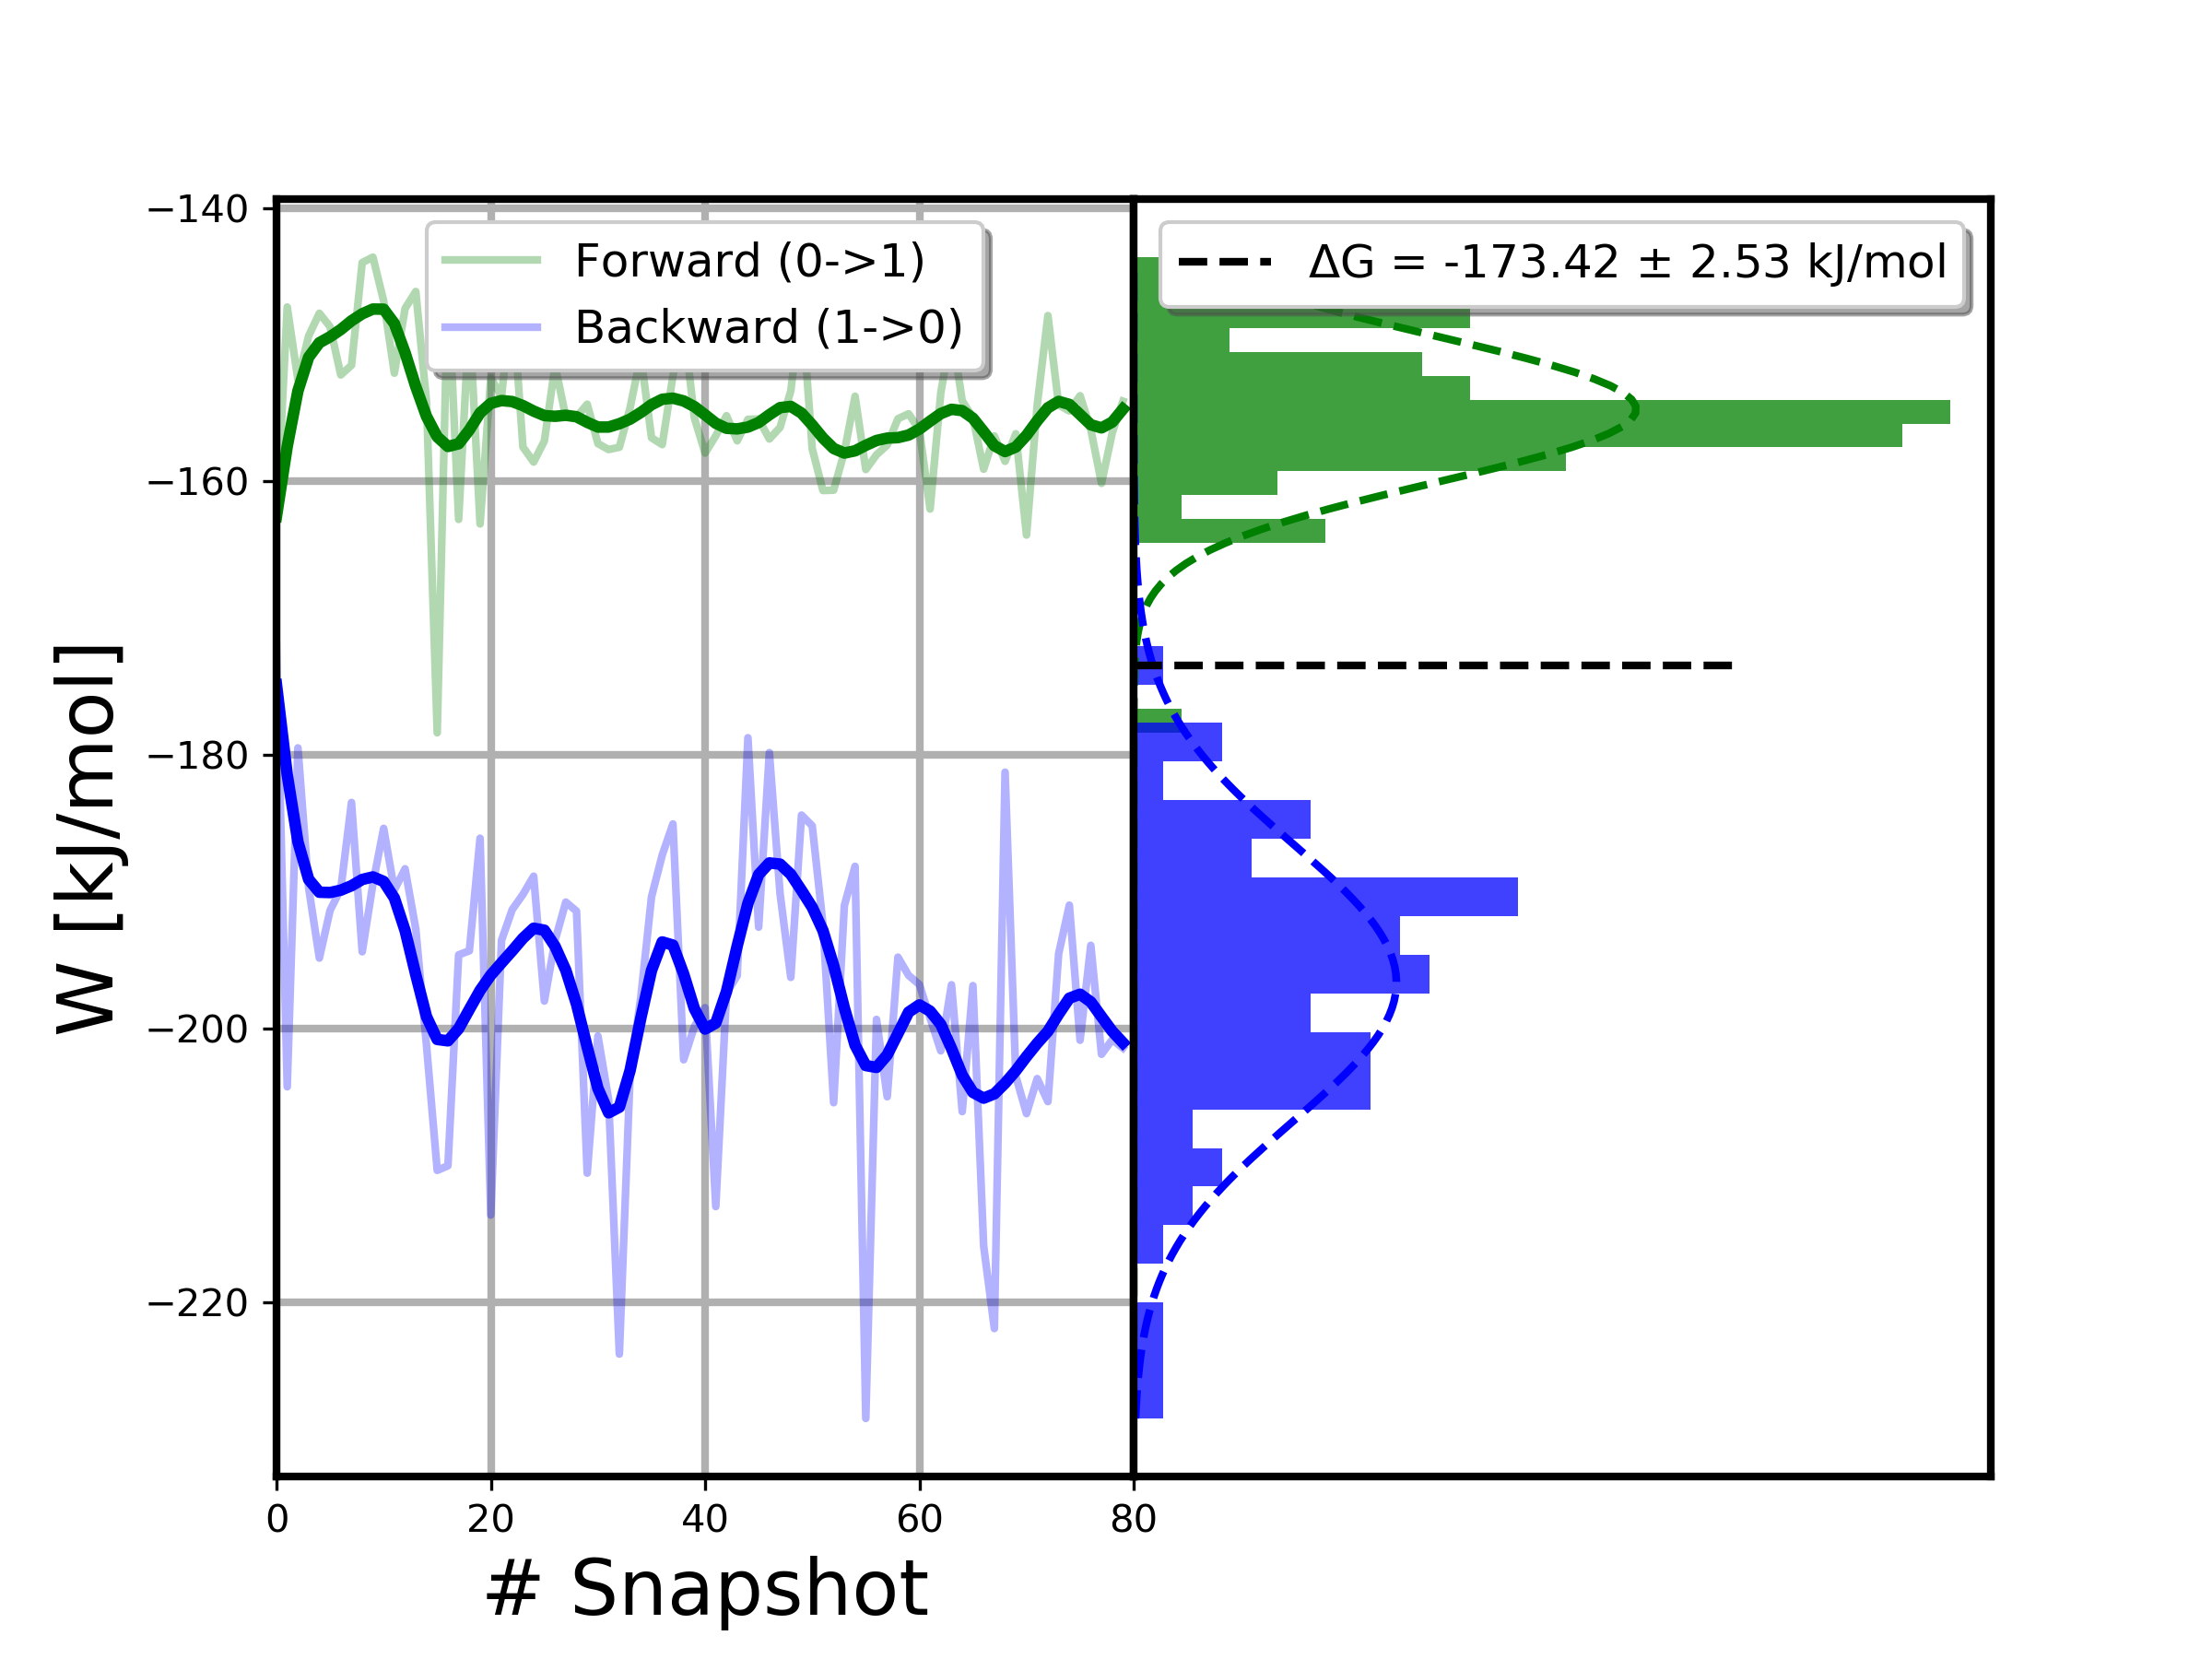 −140
−160
−180
−200
−220
W [kJ/mol]
Forward (0->1)
Backward (1->0)
ΔG = -173.42 ± 2.53 kJ/mol
0 20 40 60 80
# Snapshot